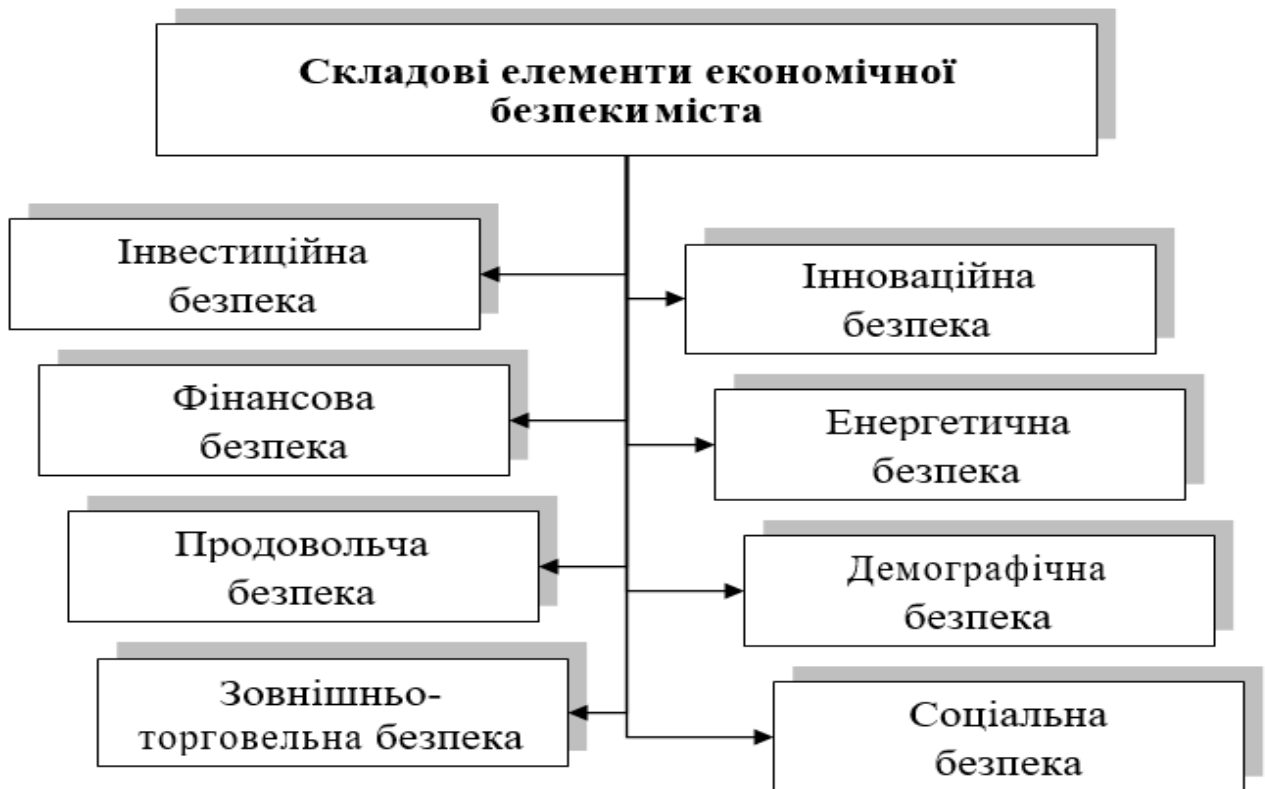 Складові елементи економічної
безпеки міста
Інвестиційна
безпека
Інноваційна
безпека
Фінансова
безпека
Енергетична
безпека
Продовольча
безпека
Демографічна
безпека
Зовнішньо-
торговельна безпека
Соціальна
безпека